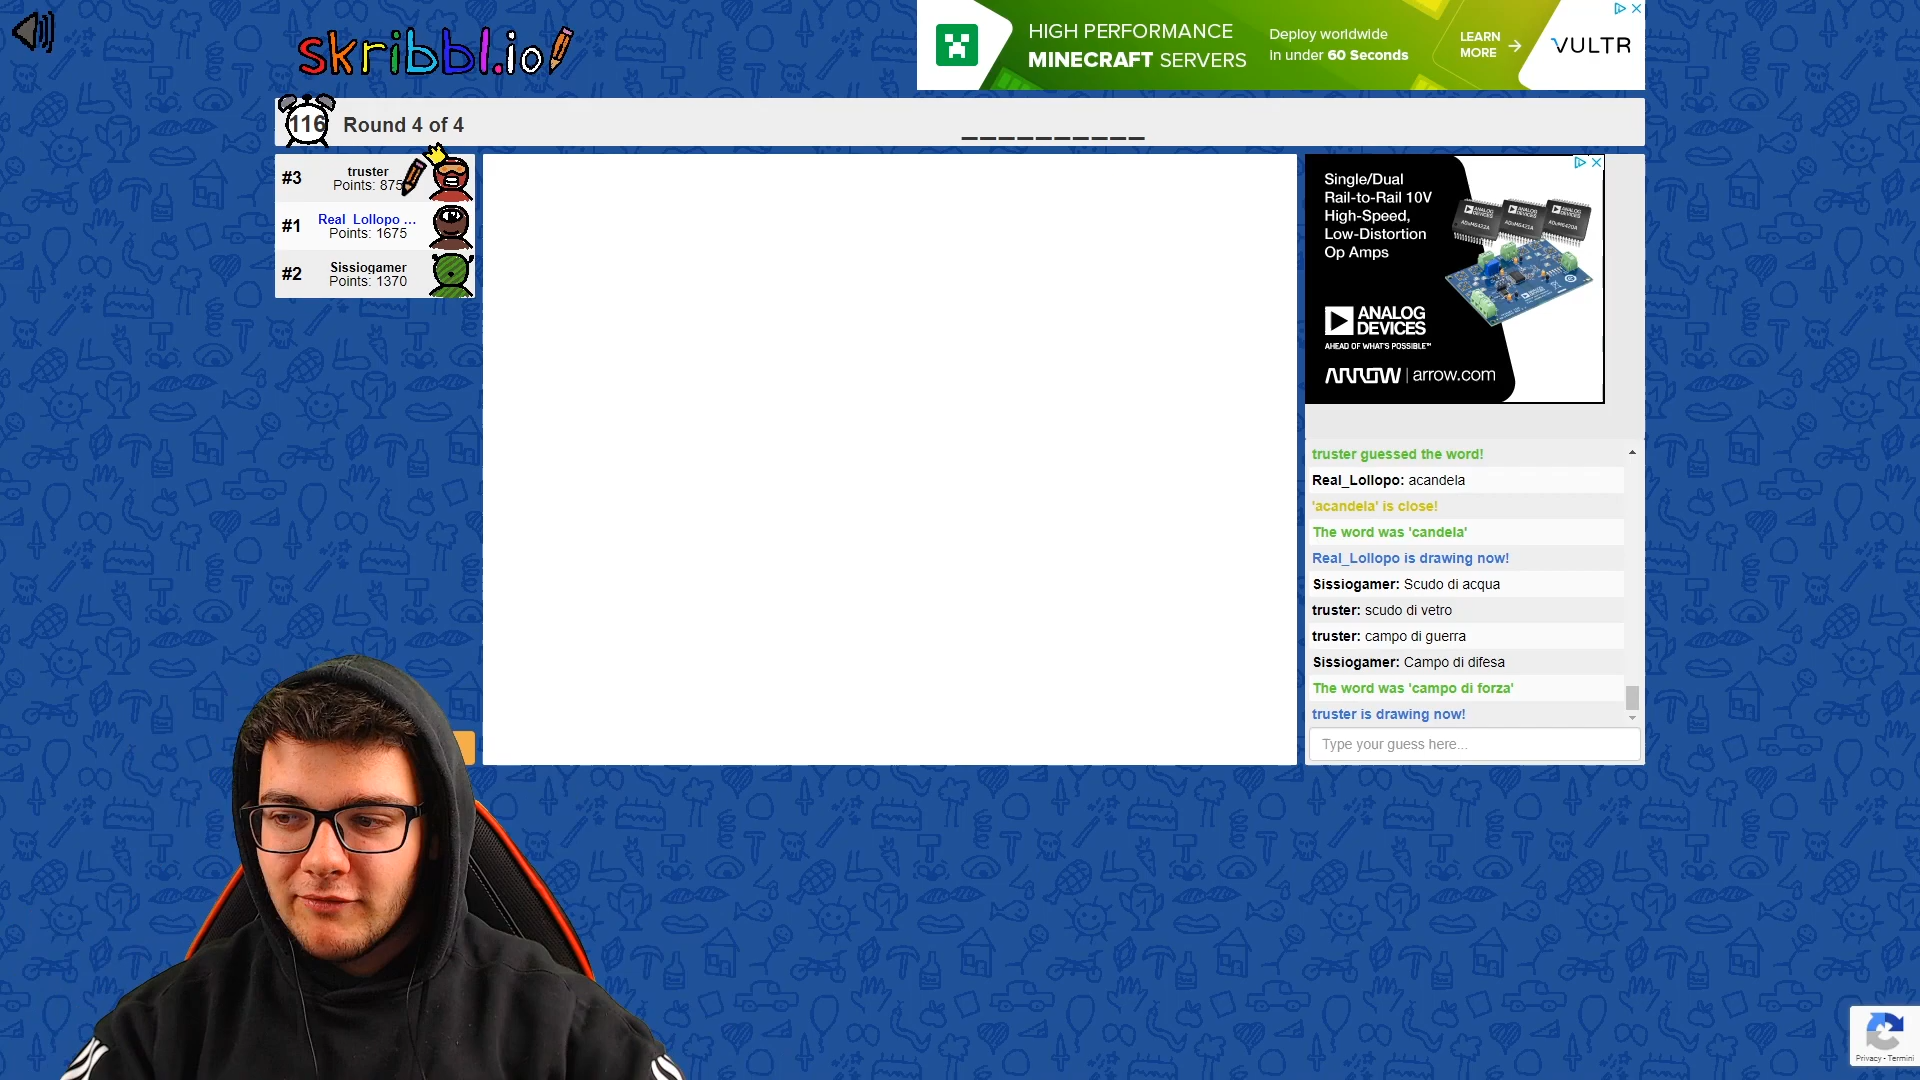 skribbl.io
HIGH PERFORMANCE
MINECRAFT SERVERS
Deploy worldwide
in under 60 Seconds
LEARN
MORE
VULTR
116
Round 4 of 4
__________
#3
truster
Points: 875
#1
Real_Lollopo ...
Points: 1675
#2
Sissiogamer
Points: 1370
Single/Dual
Rail-to-Rail 10V
High-Speed,
Low-Distortion
Op Amps
ANALOG
DEVICES
AHEAD OF WHAT'S POSSIBLE™
ARROW | arrow.com
truster guessed the word!
Real_Lollopo: acandela
'acandela' is close!
The word was 'candela'
Real_Lollopo is drawing now!
Sissiogamer: Scudo di acqua
truster: scudo di vetro
truster: campo di guerra
Sissiogamer: Campo di difesa
The word was 'campo di forza'
truster is drawing now!
Type your guess here...
Privacy - Termini